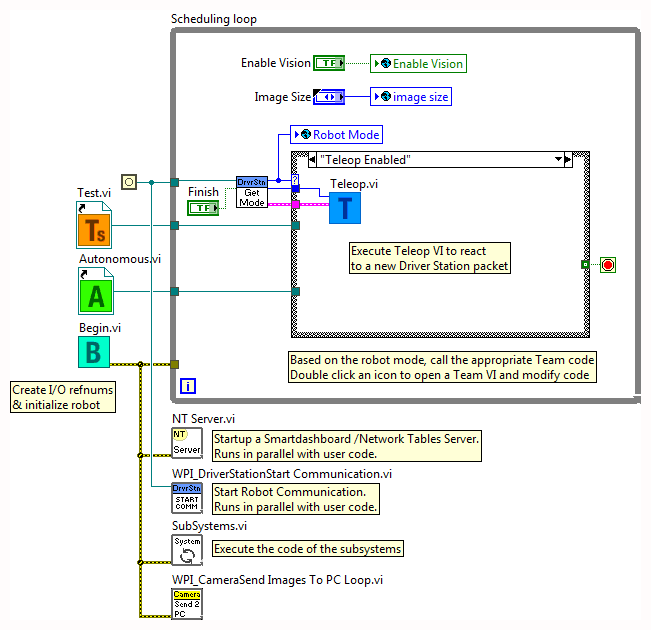 Scheduling loop
Enable Vision
TF
Enable Vision
Image Size
image size
Robot Mode
"Teleop Enabled"
DrvrStn
Get
Mode
?
Finish
TF
Teleop.vi
T
Test.vi
Ts
Execute Teleop VI to react
to a new Driver Station packet
Autonomous.vi
A
Begin.vi
B
Based on the robot mode, call the appropriate Team code
Double click an icon to open a Team VI and modify code
i
Create I/O refnums
& initialize robot
NT Server.vi
NT
Server
Startup a Smartdashboard /Network Tables Server.
Runs in parallel with user code.
WPI_DriverStationStart Communication.vi
DrvrStn
START
COMM
Start Robot Communication.
Runs in parallel with user code.
SubSystems.vi
System
Execute the code of the subsystems
WPI_CameraSend Images To PC Loop.vi
Camera
Send 2
PC